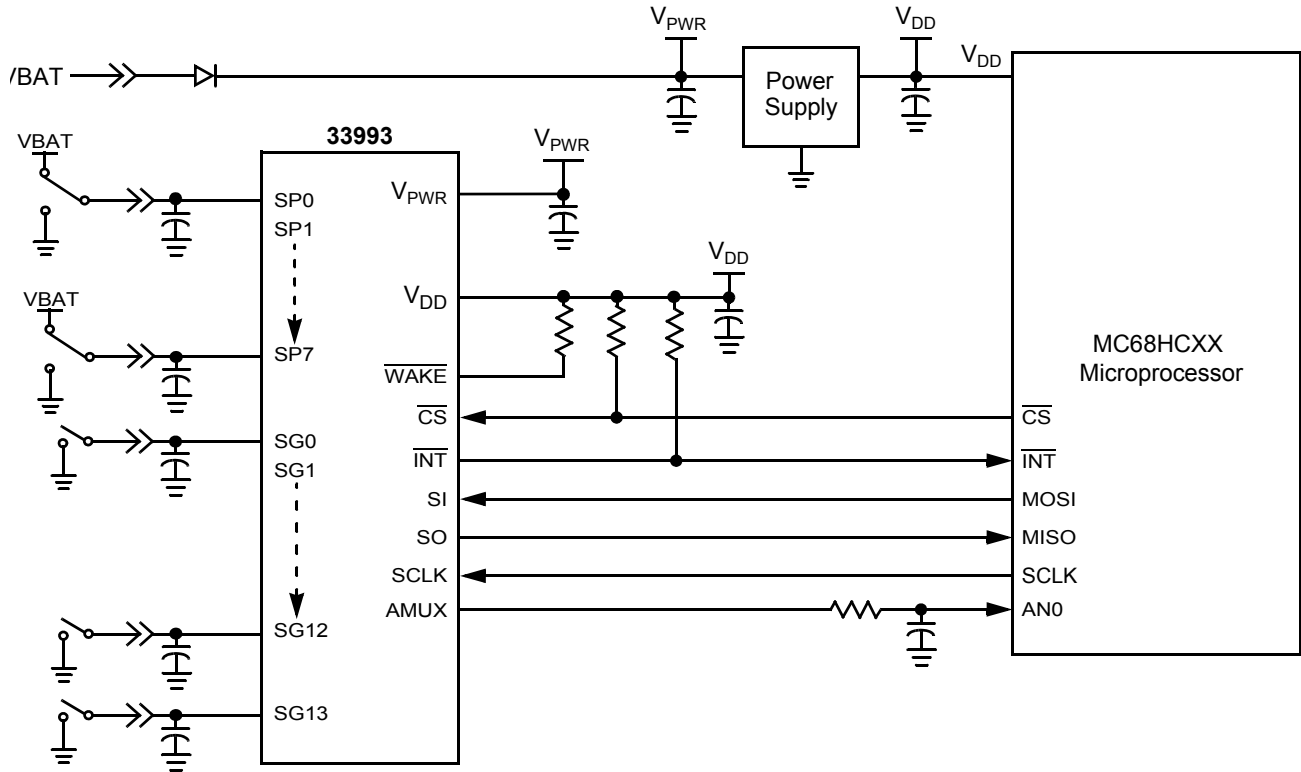 VPWR
VDD
/BAT
VDD
Power
Supply
33993
VBAT
VPWR
SP0
VPWR
SP1
VDD
VBAT
VDD
SP7
WAKE
MC68HCXX
Microprocessor
CS
CS
SG0
INT
INT
SG1
SI
MOSI
SO
MISO
SCLK
SCLK
AMUX
AN0
SG12
SG13